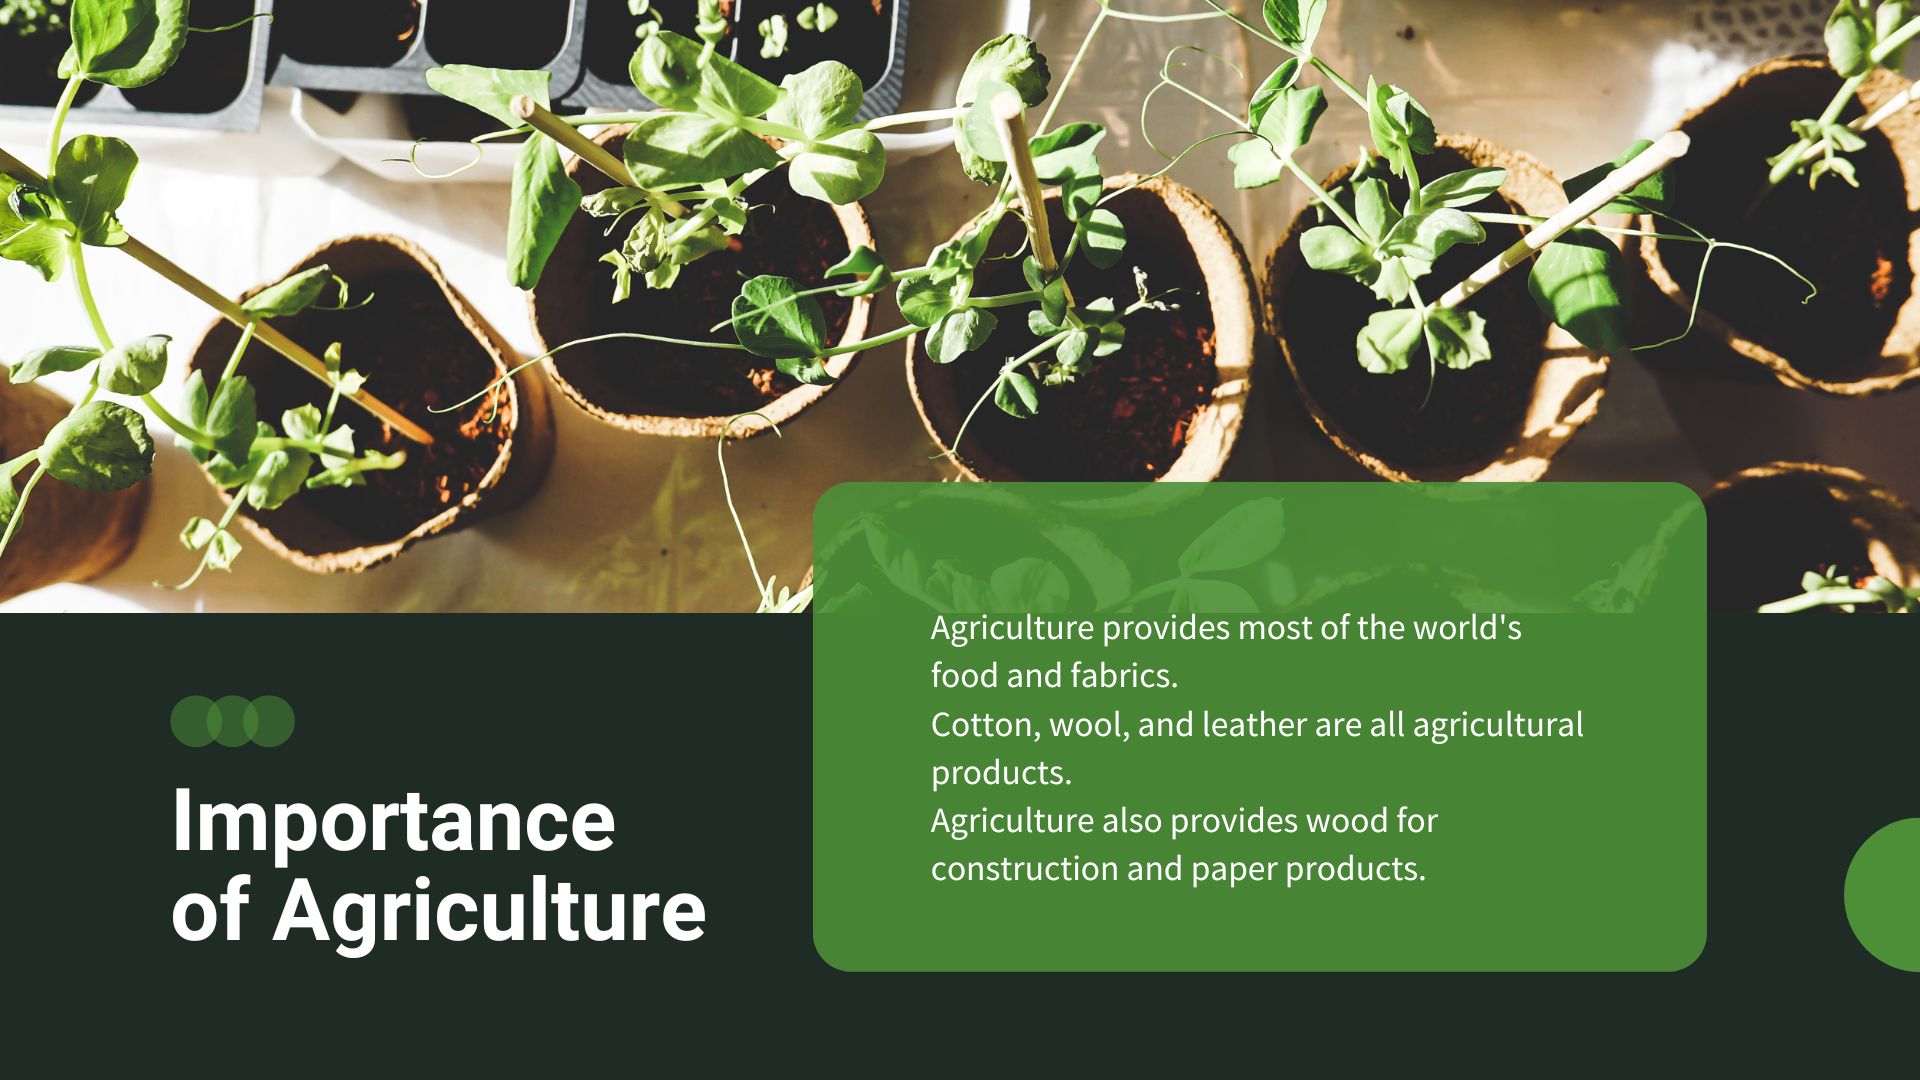 Importance
of Agriculture
Agriculture provides most of the world's
food and fabrics.
Cotton, wool, and leather are all agricultural
products.
Agriculture also provides wood for
construction and paper products.